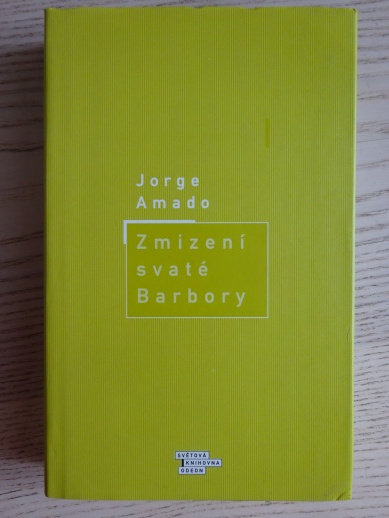 Jorge
Amado
Zmizení
svaté
Barbory
SVĚTOVÁ
KNIHOVNA
ODEON